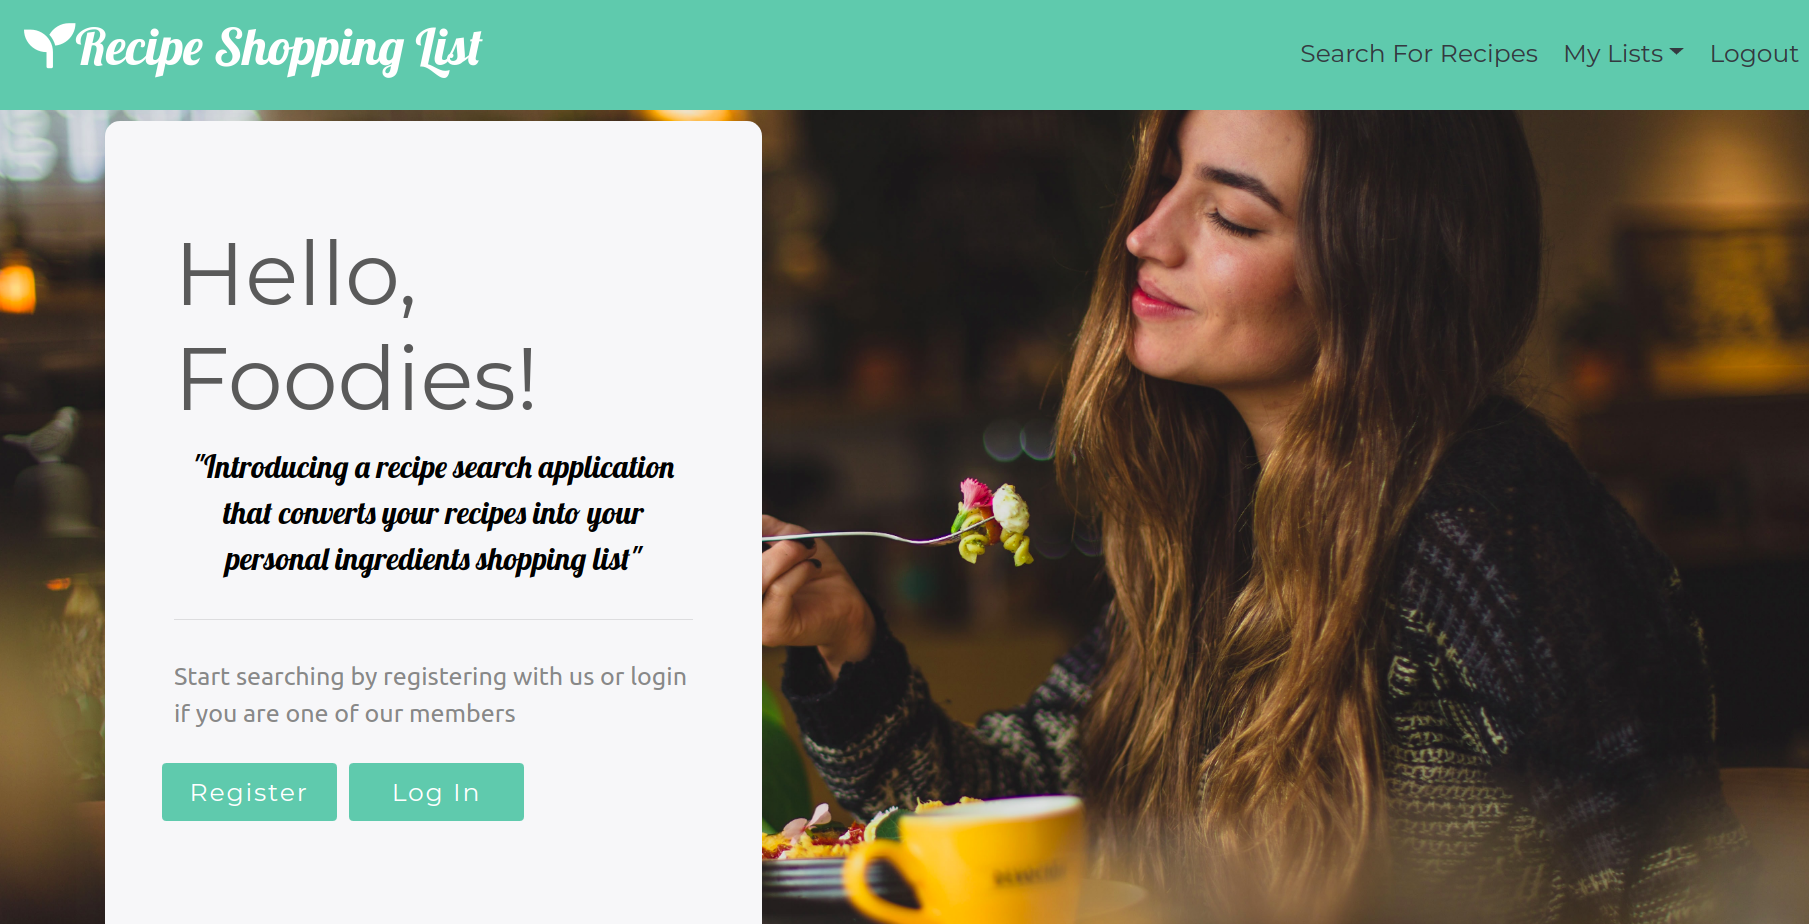 Recipe Shopping List
Search For Recipes My Lists Logout
Hello,
Foodies!
"Introducing a recipe search application
that converts your recipes into your
personal ingredients shopping list"
Start searching by registering with us or login
if you are one of our members
Register Log In